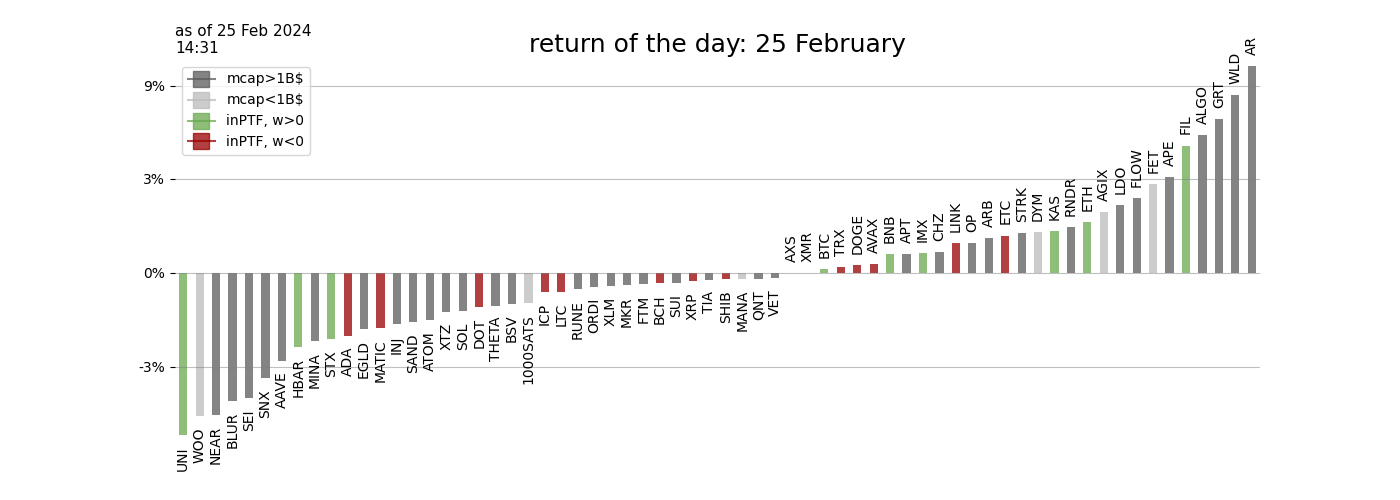 as of 25 Feb 2024
14:31
return of the day: 25 February
mcap>1B$
mcap<1B$
inPTF, w>0
inPTF, w<0
9%
3%
0%
-3%
UNI
WOO
NEAR
BLUR
SEI
SNX
AAVE
HBAR
MINA
STX
ADA
EGLD
MATIC
INJ
SAND
ATOM
XTZ
SOL
DOT
THETA
BSV
1000SATS
ICP
LTC
RUNE
ORDI
XLM
MKR
FTM
BCH
SUI
XRP
TIA
SHIB
MANA
QNT
VET
AXS
XMR
BTC
TRX
DOGE
AVAX
BNB
APT
IMX
CHZ
LINK
OP
ARB
ETC
STRK
DYM
KAS
RNDR
ETH
AGIX
LDO
FLOW
FET
APE
FIL
ALGO
GRT
WLD
AR